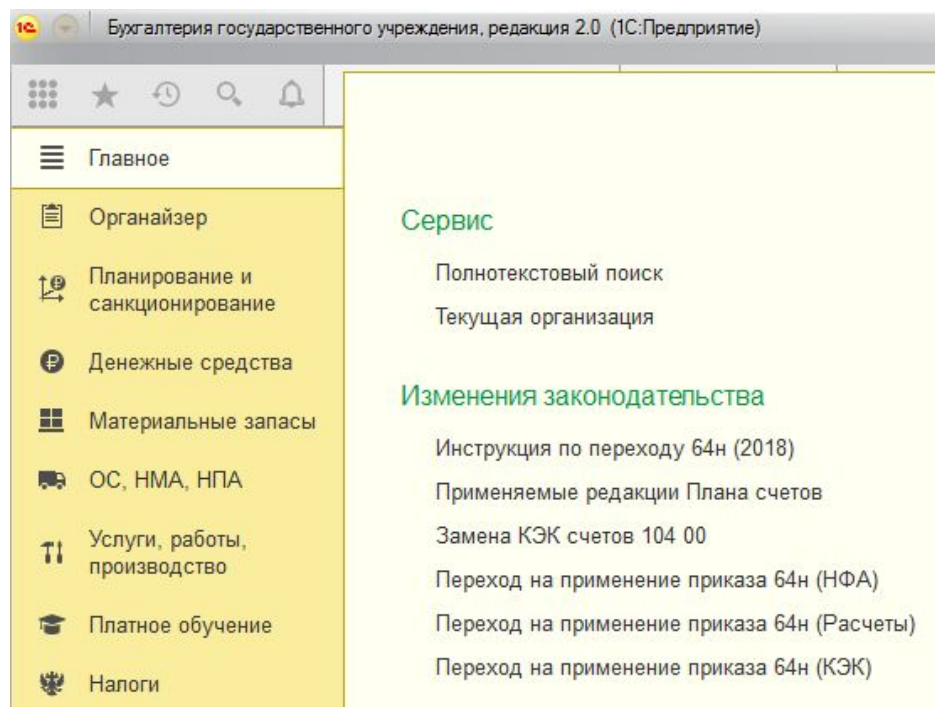 1С Бухгалтерия государственного учреждения, редакция 2.0 (1С:Предприятие)
Главное
Органайзер
Планирование и
санкционирование
Денежные средства
Материальные запасы
ОС, НМА, НПА
Услуги, работы,
производство
Платное обучение
Налоги
Сервис
Полнотекстовый поиск
Текущая организация
Изменения законодательства
Инструкция по переходу 64н (2018)
Применяемые редакции Плана счетов
Замена КЭК счетов 104 00
Переход на применение приказа 64н (НФА)
Переход на применение приказа 64н (Расчеты)
Переход на применение приказа 64н (КЭК)